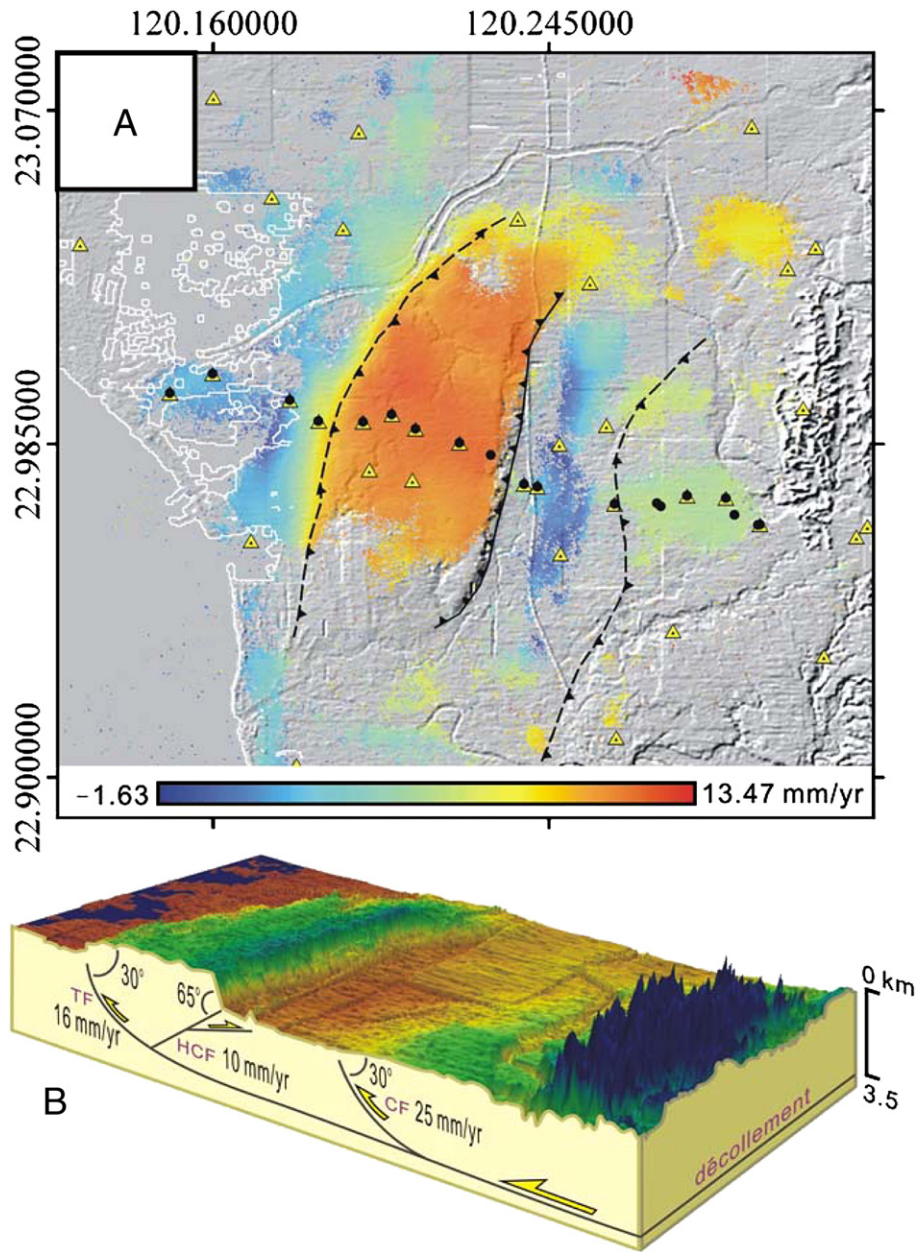 120.160000 120.245000
23.070000
A
22.985000
22.900000
−1.63 13.47 mm/yr
0 km
30°
65°
TF
16 mm/yr
HCF 10 mm/yr
30°
CF 25 mm/yr
3.5
B
décollement